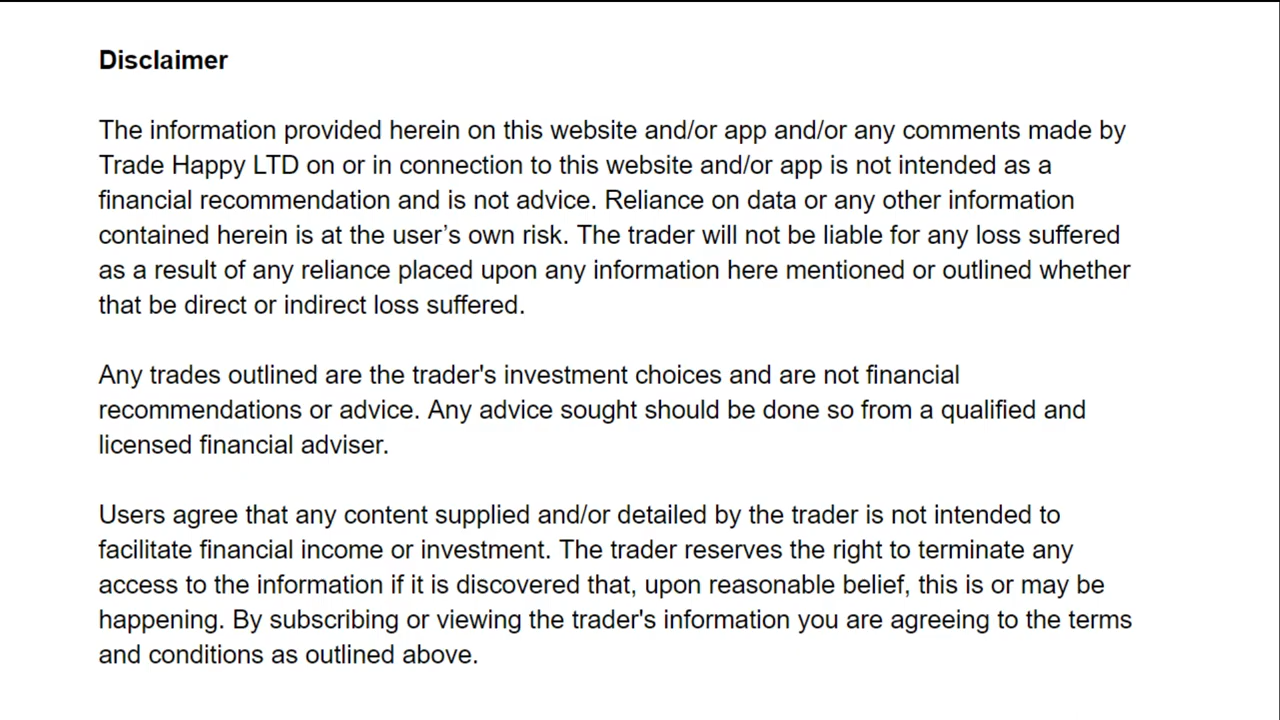 Disclaimer
The information provided herein on this website and/or app and/or any comments made by
Trade Happy LTD on or in connection to this website and/or app is not intended as a
financial recommendation and is not advice. Reliance on data or any other information
contained herein is at the user’s own risk. The trader will not be liable for any loss suffered
as a result of any reliance placed upon any information here mentioned or outlined whether
that be direct or indirect loss suffered.
Any trades outlined are the trader's investment choices and are not financial
recommendations or advice. Any advice sought should be done so from a qualified and
licensed financial adviser.
Users agree that any content supplied and/or detailed by the trader is not intended to
facilitate financial income or investment. The trader reserves the right to terminate any
access to the information if it is discovered that, upon reasonable belief, this is or may be
happening. By subscribing or viewing the trader's information you are agreeing to the terms
and conditions as outlined above.